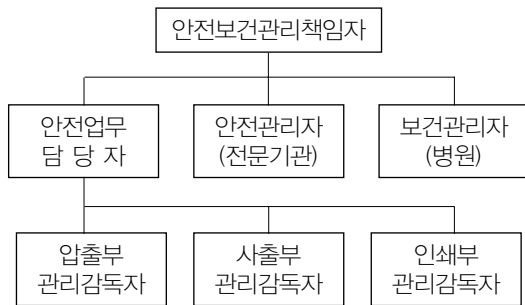 안전보건관리책임자
안전업무
담 당 자
안전관리자
(전문기관)
보건관리자
(병원)
압출부
관리감독자
사출부
관리감독자
인쇄부
관리감독자